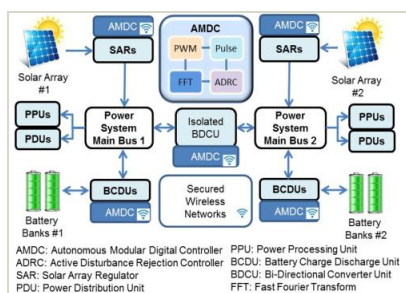 AMDC
AMDC
AMDC
SARs
PWM
Pulse
SARs
FFT
ADRC
Solar Array
#1
Solar Array
#2
PPUs
PDUs
Power
System
Main Bus 1
Isolated
BDCU
Power
System
Main Bus 2
PPUs
PDUs
AMDC
BCDUs
AMDC
Secured
Wireless
Networks
BCDUs
AMDC
Battery
Banks #1
Battery
Banks #2
AMDC: Autonomous Modular Digital Controller
ADRC: Active Disturbance Rejection Controller
SAR: Solar Array Regulator
PDU: Power Distribution Unit
PPU: Power Processing Unit
BCDU: Battery Charge Discharge Unit
BDCU: Bi-Directional Converter Unit
FFT: Fast Fourier Transform